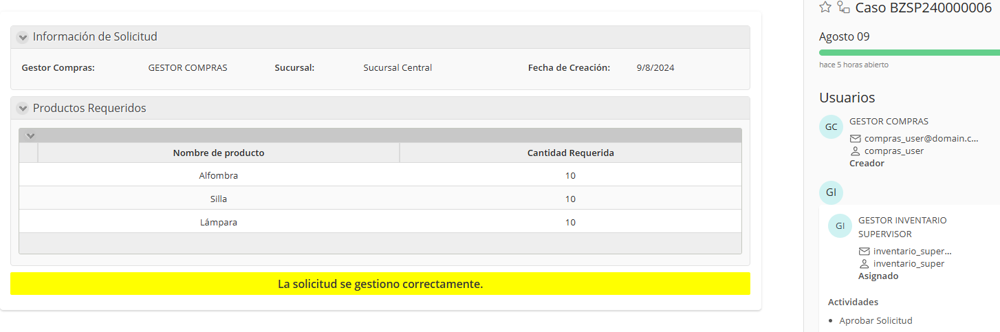 Información de Solicitud
Gestor Compras: GESTOR COMPRAS Sucursal: Sucursal Central Fecha de Creación: 9/8/2024
Productos Requeridos
Nombre de producto Cantidad Requerida
Alfombra 10
Silla 10
Lámpara 10
La solicitud se gestiono correctamente.
Caso BZSP240000006
Agosto 09
hace 5 horas abierto
Usuarios
GC
GESTOR COMPRAS
compras_user@domain.c...
compras_user
Creador
GI
GI
GESTOR INVENTARIO
SUPERVISOR
inventario_super...
inventario_super
Asignado
Actividades
• Aprobar Solicitud